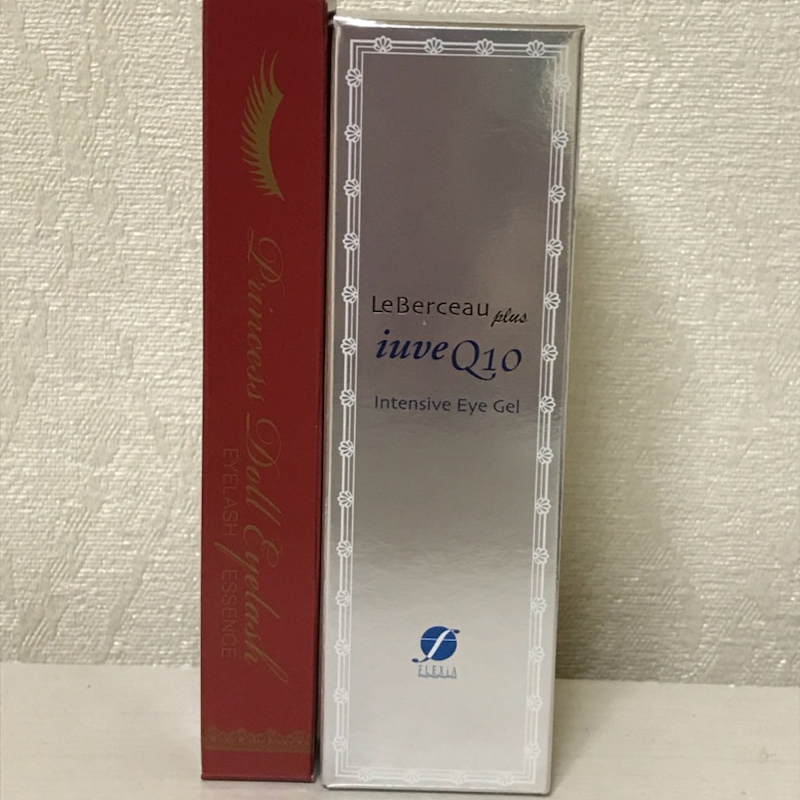 Princess Doll Eyelash
EYELASH ESSENCE
LeBerceau plus
iuve Q10
Intensive Eye Gel
f
FLEXiA